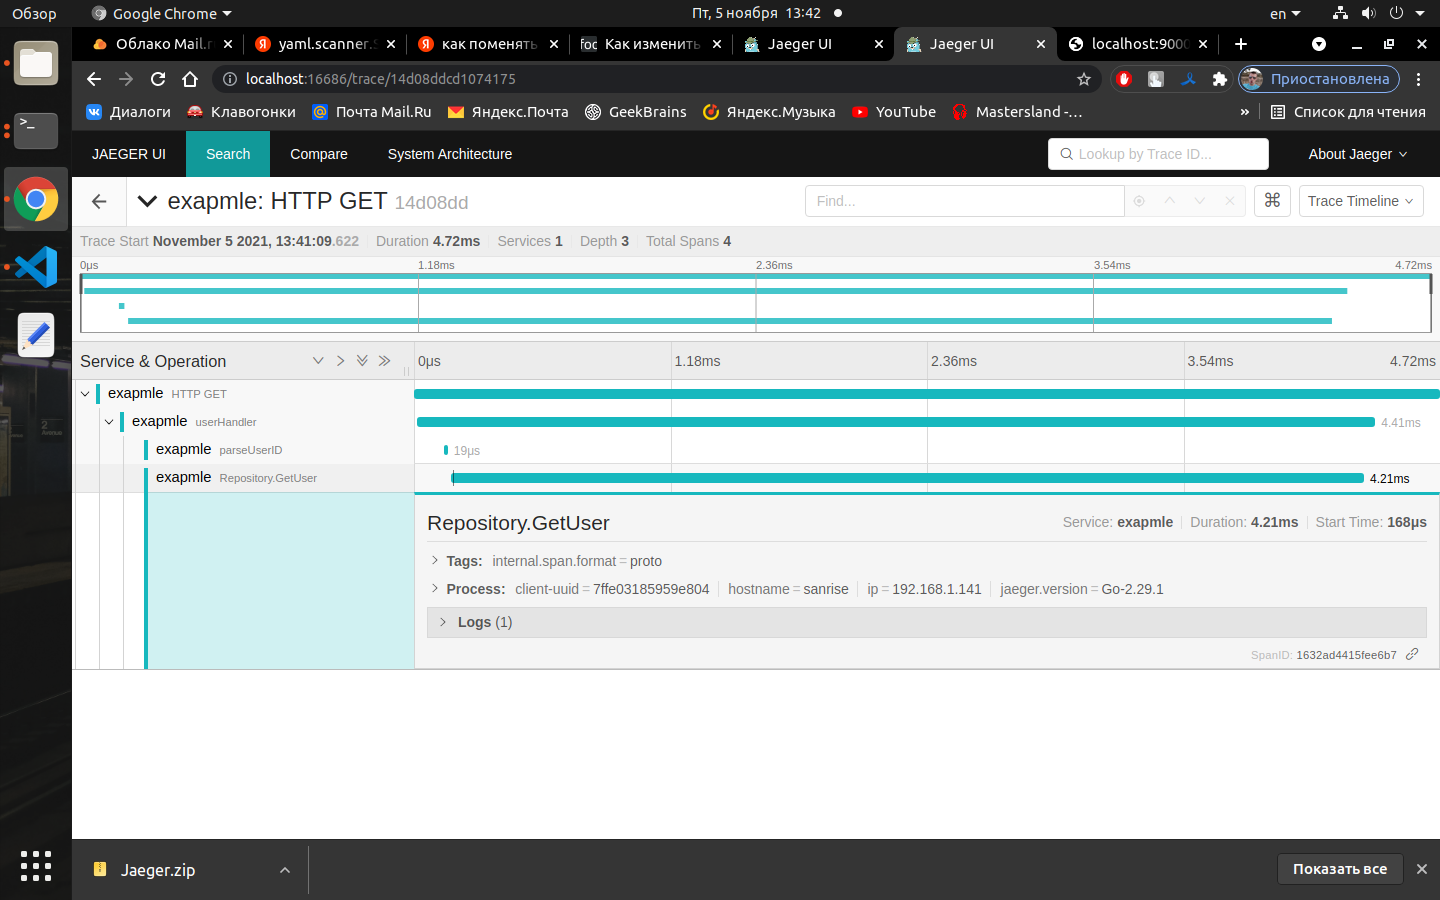 Обзор
Google Chrome
Пт, 5 ноября 13:42
en
Облако Mail.r
yaml.scanner.S
как поменять
foc
Как изменить
Jaeger UI
Jaeger UI
localhost:9000
localhost:16686/trace/14d08ddcd1074175
Приостановлена
Диалоги
Клавогонки
Почта Mail.Ru
Яндекс.Почта
GeekBrains
Яндекс.Музыка
YouTube
Mastersland -…
»
Список для чтения
JAEGER UI
Search
Compare
System Architecture
Lookup by Trace ID...
About Jaeger
exapmle: HTTP GET 14d08dd
Find...
⌘
Trace Timeline
Trace Start November 5 2021, 13:41:09.622
Duration 4.72ms
Services 1
Depth 3
Total Spans 4
0μs
1.18ms
2.36ms
3.54ms
4.72ms
Service & Operation
0μs
1.18ms
2.36ms
3.54ms
4.72ms
exapmle HTTP GET
exapmle userHandler
4.41ms
exapmle parseUserID
19μs
exapmle Repository.GetUser
4.21ms
Repository.GetUser
Service: exapmle
Duration: 4.21ms
Start Time: 168μs
Tags: internal.span.format = proto
Process: client-uuid = 7ffe03185959e804 hostname = sanrise ip = 192.168.1.141 jaeger.version = Go-2.29.1
Logs (1)
SpanID: 1632ad4415fee6b7
Jaeger.zip
Показать все